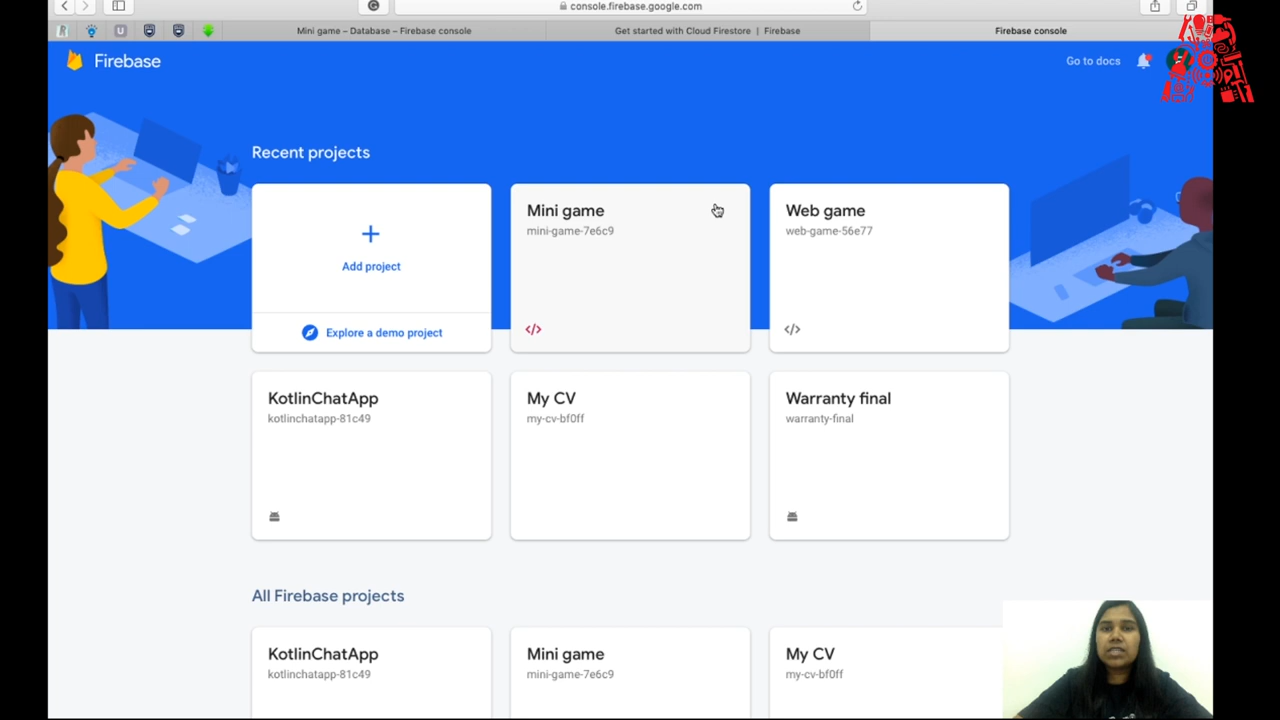 console.firebase.google.com
Mini game – Database – Firebase console
Get started with Cloud Firestore | Firebase
Firebase console
Firebase
Go to docs
Recent projects
Add project
Explore a demo project
Mini game
mini-game-7e6c9
</>
Web game
web-game-56e77
</>
KotlinChatApp
kotlinchatapp-81c49
My CV
my-cv-bf0ff
Warranty final
warranty-final
All Firebase projects
KotlinChatApp
kotlinchatapp-81c49
Mini game
mini-game-7e6c9
My CV
my-cv-bf0ff